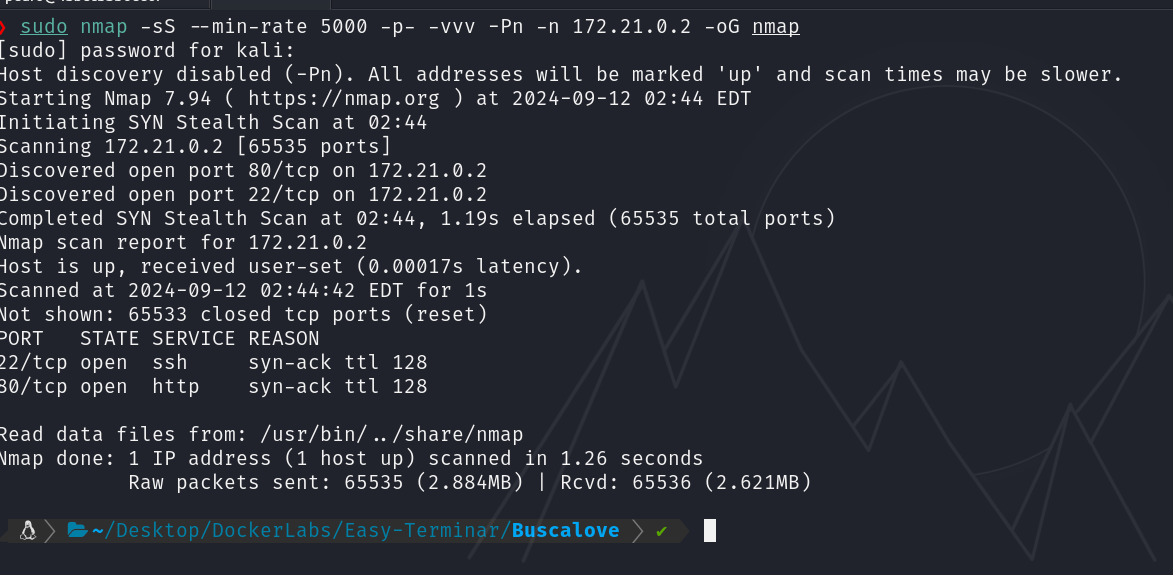 sudo nmap -sS --min-rate 5000 -p- -vvv -Pn -n 172.21.0.2 -oG nmap
[sudo] password for kali:
Host discovery disabled (-Pn). All addresses will be marked 'up' and scan times may be slower.
Starting Nmap 7.94 ( https://nmap.org ) at 2024-09-12 02:44 EDT
Initiating SYN Stealth Scan at 02:44
Scanning 172.21.0.2 [65535 ports]
Discovered open port 80/tcp on 172.21.0.2
Discovered open port 22/tcp on 172.21.0.2
Completed SYN Stealth Scan at 02:44, 1.19s elapsed (65535 total ports)
Nmap scan report for 172.21.0.2
Host is up, received user-set (0.00017s latency).
Scanned at 2024-09-12 02:44:42 EDT for 1s
Not shown: 65533 closed tcp ports (reset)
PORT   STATE SERVICE REASON
22/tcp open  ssh     syn-ack ttl 128
80/tcp open  http    syn-ack ttl 128
Read data files from: /usr/bin/../share/nmap
Nmap done: 1 IP address (1 host up) scanned in 1.26 seconds
Raw packets sent: 65535 (2.884MB) | Rcvd: 65536 (2.621MB)
~/Desktop/DockerLabs/Easy-Terminar/Buscalove